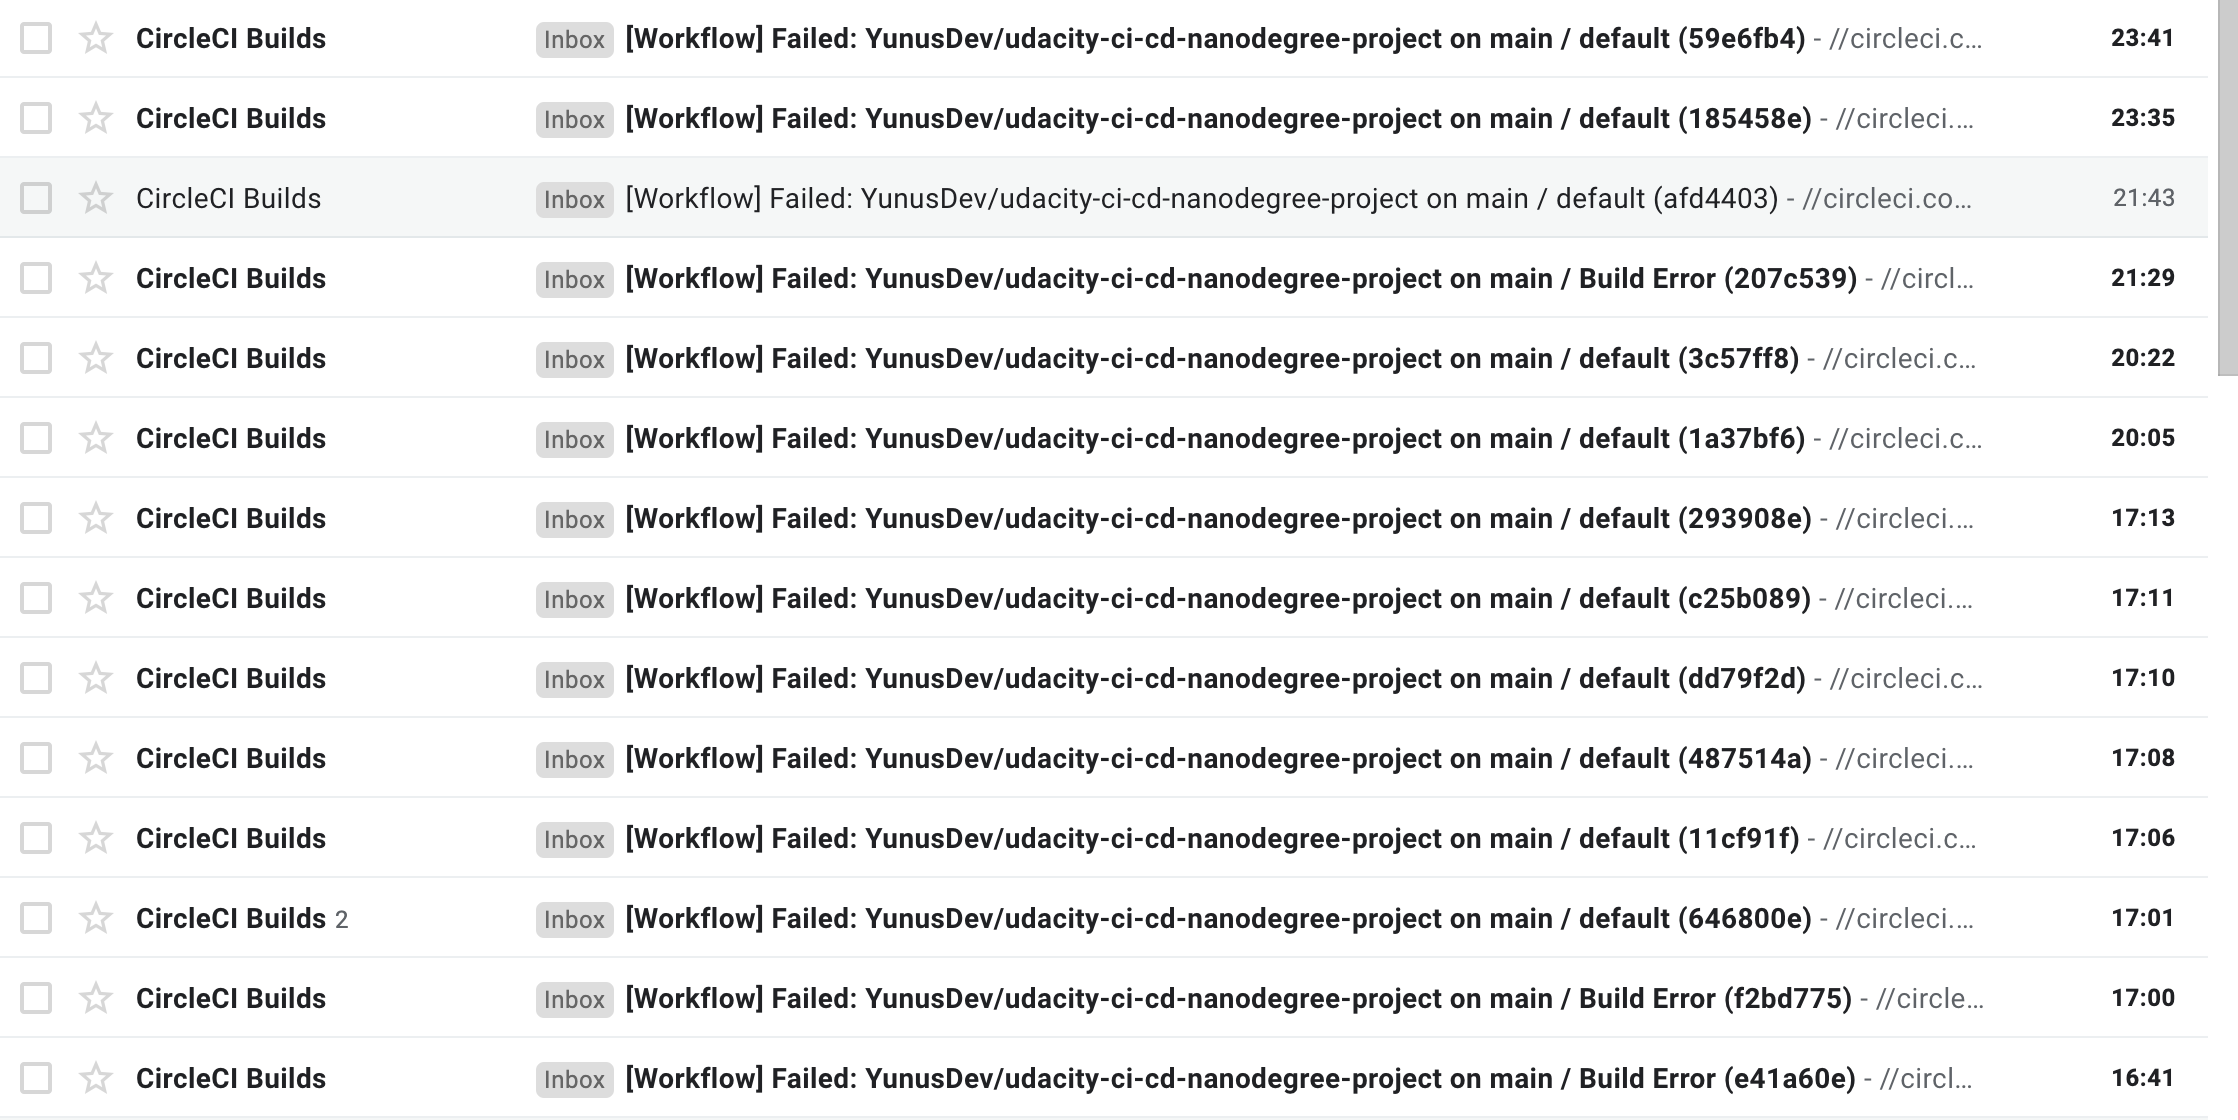 CircleCI Builds Inbox [Workflow] Failed: YunusDev/udacity-ci-cd-nanodegree-project on main / default (59e6fb4) - //circleci.c... 23:41
CircleCI Builds Inbox [Workflow] Failed: YunusDev/udacity-ci-cd-nanodegree-project on main / default (185458e) - //circleci.... 23:35
CircleCI Builds Inbox [Workflow] Failed: YunusDev/udacity-ci-cd-nanodegree-project on main / default (afd4403) - //circleci.co... 21:43
CircleCI Builds Inbox [Workflow] Failed: YunusDev/udacity-ci-cd-nanodegree-project on main / Build Error (207c539) - //circl... 21:29
CircleCI Builds Inbox [Workflow] Failed: YunusDev/udacity-ci-cd-nanodegree-project on main / default (3c57ff8) - //circleci.c... 20:22
CircleCI Builds Inbox [Workflow] Failed: YunusDev/udacity-ci-cd-nanodegree-project on main / default (1a37bf6) - //circleci.c... 20:05
CircleCI Builds Inbox [Workflow] Failed: YunusDev/udacity-ci-cd-nanodegree-project on main / default (293908e) - //circleci.... 17:13
CircleCI Builds Inbox [Workflow] Failed: YunusDev/udacity-ci-cd-nanodegree-project on main / default (c25b089) - //circleci.... 17:11
CircleCI Builds Inbox [Workflow] Failed: YunusDev/udacity-ci-cd-nanodegree-project on main / default (dd79f2d) - //circleci.c... 17:10
CircleCI Builds Inbox [Workflow] Failed: YunusDev/udacity-ci-cd-nanodegree-project on main / default (487514a) - //circleci.... 17:08
CircleCI Builds Inbox [Workflow] Failed: YunusDev/udacity-ci-cd-nanodegree-project on main / default (11cf91f) - //circleci.c... 17:06
CircleCI Builds 2 Inbox [Workflow] Failed: YunusDev/udacity-ci-cd-nanodegree-project on main / default (646800e) - //circleci.... 17:01
CircleCI Builds Inbox [Workflow] Failed: YunusDev/udacity-ci-cd-nanodegree-project on main / Build Error (f2bd775) - //circle... 17:00
CircleCI Builds Inbox [Workflow] Failed: YunusDev/udacity-ci-cd-nanodegree-project on main / Build Error (e41a60e) - //circl... 16:41